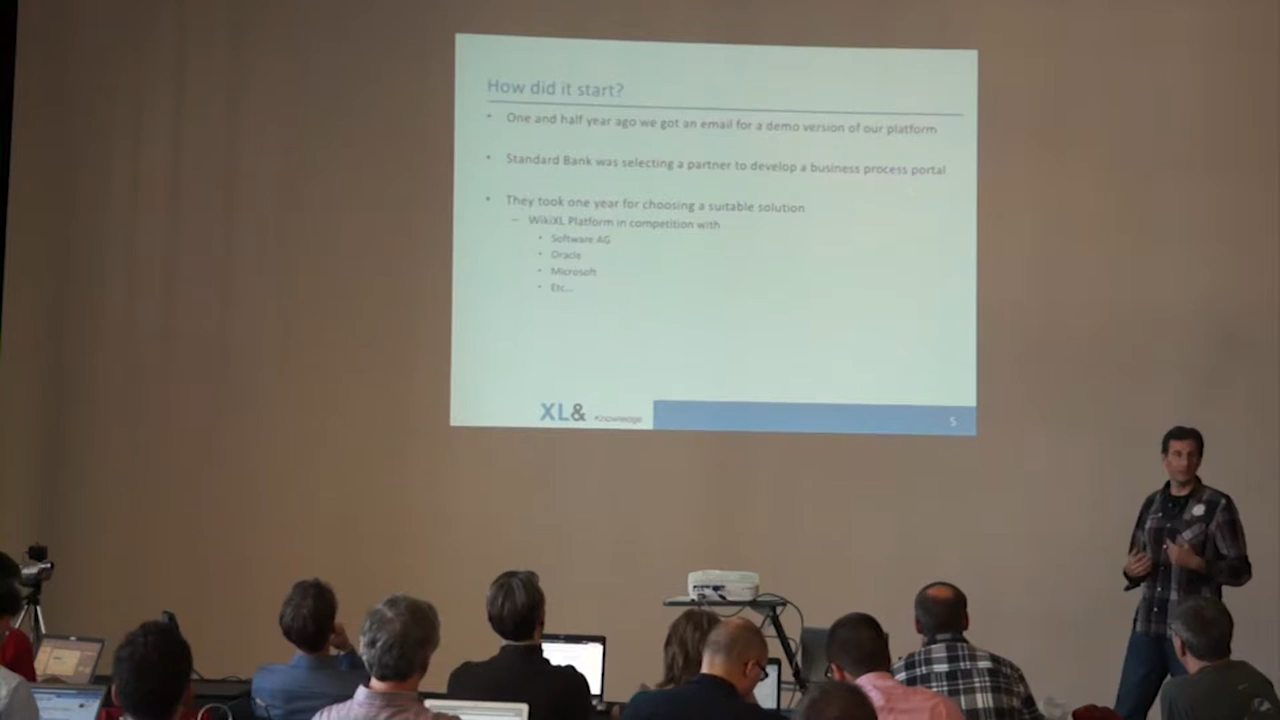 How did it start?
• One and half year ago we got an email for a demo version of our platform
• Standard Bank was selecting a partner to develop a business process portal
• They took one year for choosing a suitable solution
– WikiXL Platform in competition with
• Software AG
• Oracle
• Microsoft
• Etc...
XL& Knowledge
5